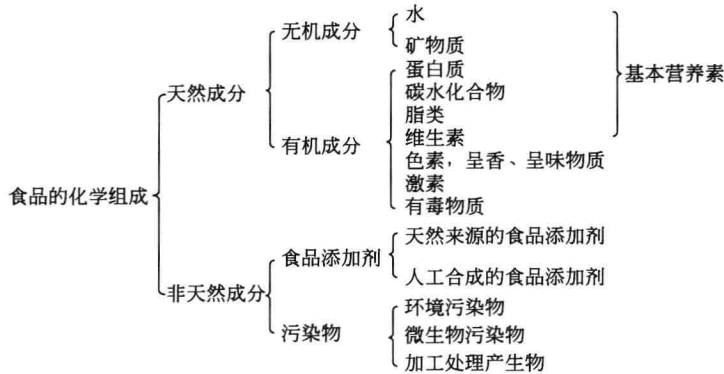 水
无机成分
矿物质
蛋白质
基本营养素
天然成分
碳水化合物
脂类
有机成分
维生素
色素，呈香、呈味物质
激素
食品的化学组成
有毒物质
天然来源的食品添加剂
食品添加剂
人工合成的食品添加剂
非天然成分
环境污染物
污染物
微生物污染物
加工处理产生物